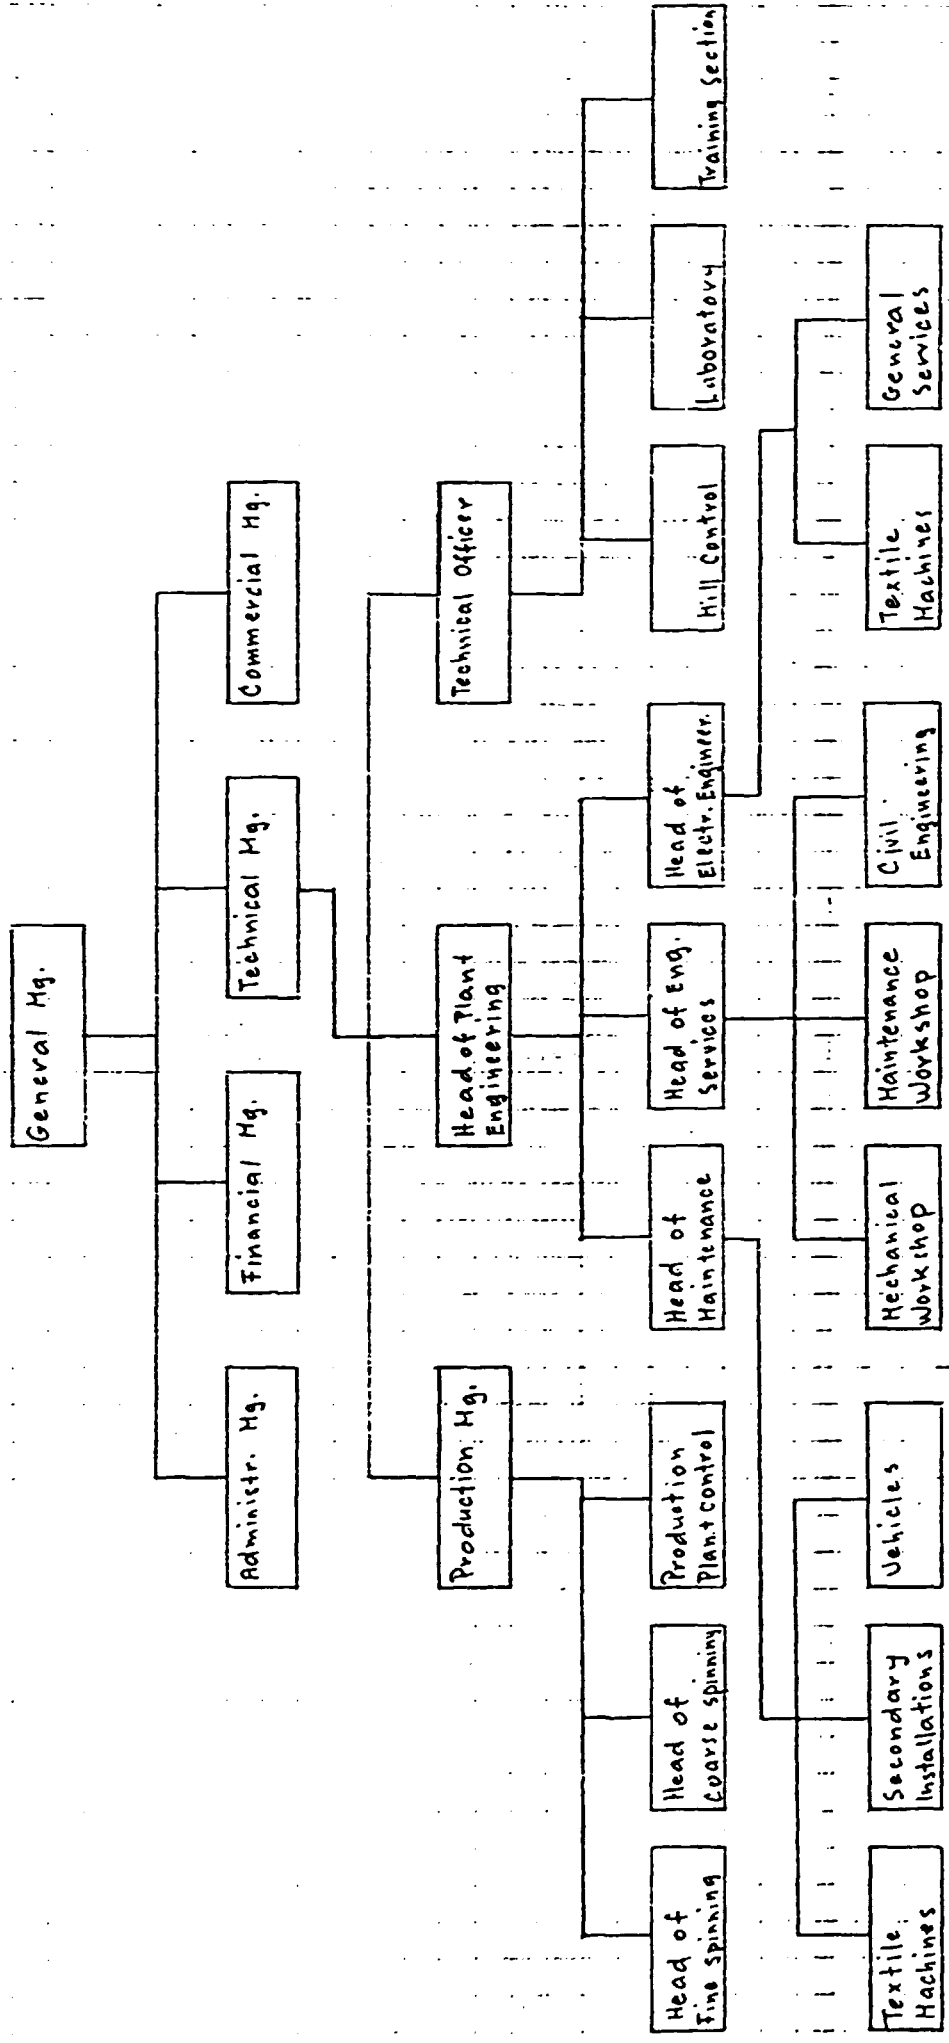 General Mg.
Administr. Mg.
Financial Mg.
Technical Mg.
Commercial Mg.
Production Mg.
Head of Plant
Engineering
Technical Officer
Head of
Fine spinning
Head of
Coarse spinning
Production
Plant control
Head of
Maintenance
Head of Eng.
Services
Head of
Electr. Engineer.
Mill Control
Laboratory
Training Section
Textile
Machines
Secondary
Installations
Vehicles
Mechanical
Workshop
Maintenance
Workshop
Civil
Engineering
Textile
Machines
General
Services